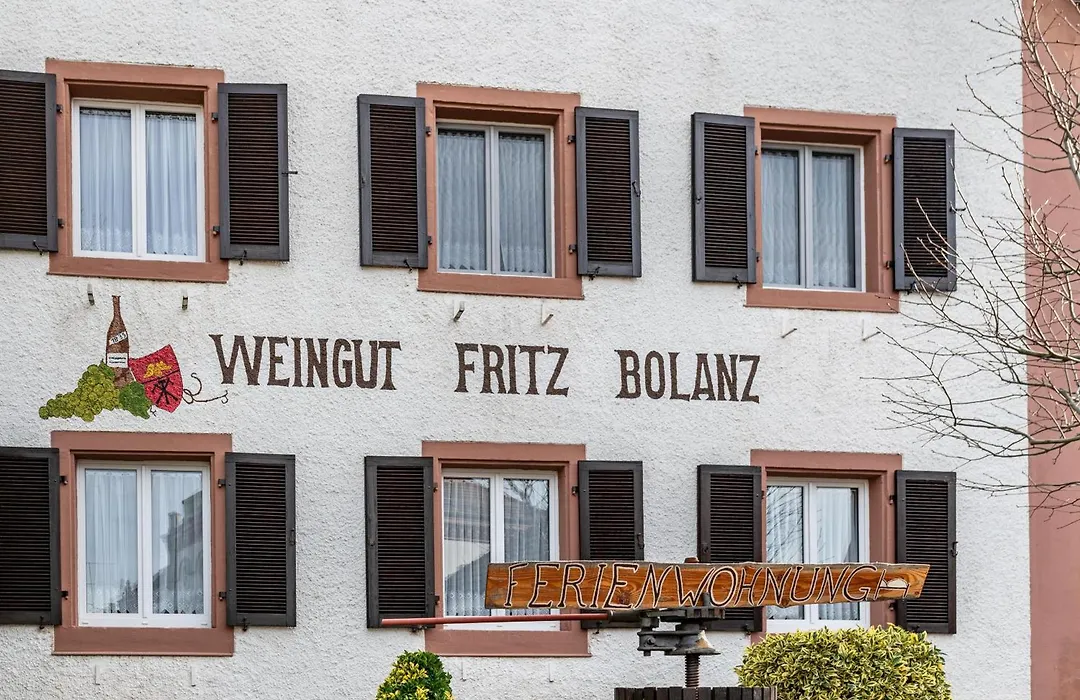 WEINGUT FRITZ BOLANZ
FERIENWOHNUNG